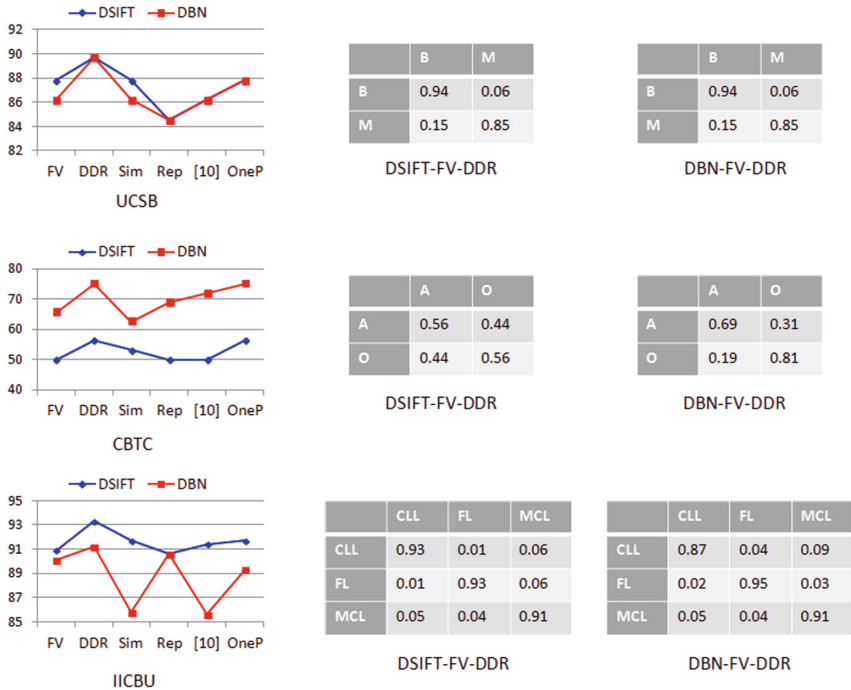 DSIFT DBN
92
90
88
86
84
82
FV DDR Sim Rep [10] OneP
UCSB
B M
B 0.94 0.06
M 0.15 0.85
DSIFT-FV-DDR
B M
B 0.94 0.06
M 0.15 0.85
DBN-FV-DDR
DSIFT DBN
80
70
60
50
40
FV DDR Sim Rep [10] OneP
CBTC
A O
A 0.56 0.44
O 0.44 0.56
DSIFT-FV-DDR
A O
A 0.69 0.31
O 0.19 0.81
DBN-FV-DDR
DSIFT DBN
95
93
91
89
87
85
FV DDR Sim Rep [10] OneP
IICBU
CLL FL MCL
CLL 0.93 0.01 0.06
FL 0.01 0.93 0.06
MCL 0.05 0.04 0.91
DSIFT-FV-DDR
CLL FL MCL
CLL 0.87 0.04 0.09
FL 0.02 0.95 0.03
MCL 0.05 0.04 0.91
DBN-FV-DDR